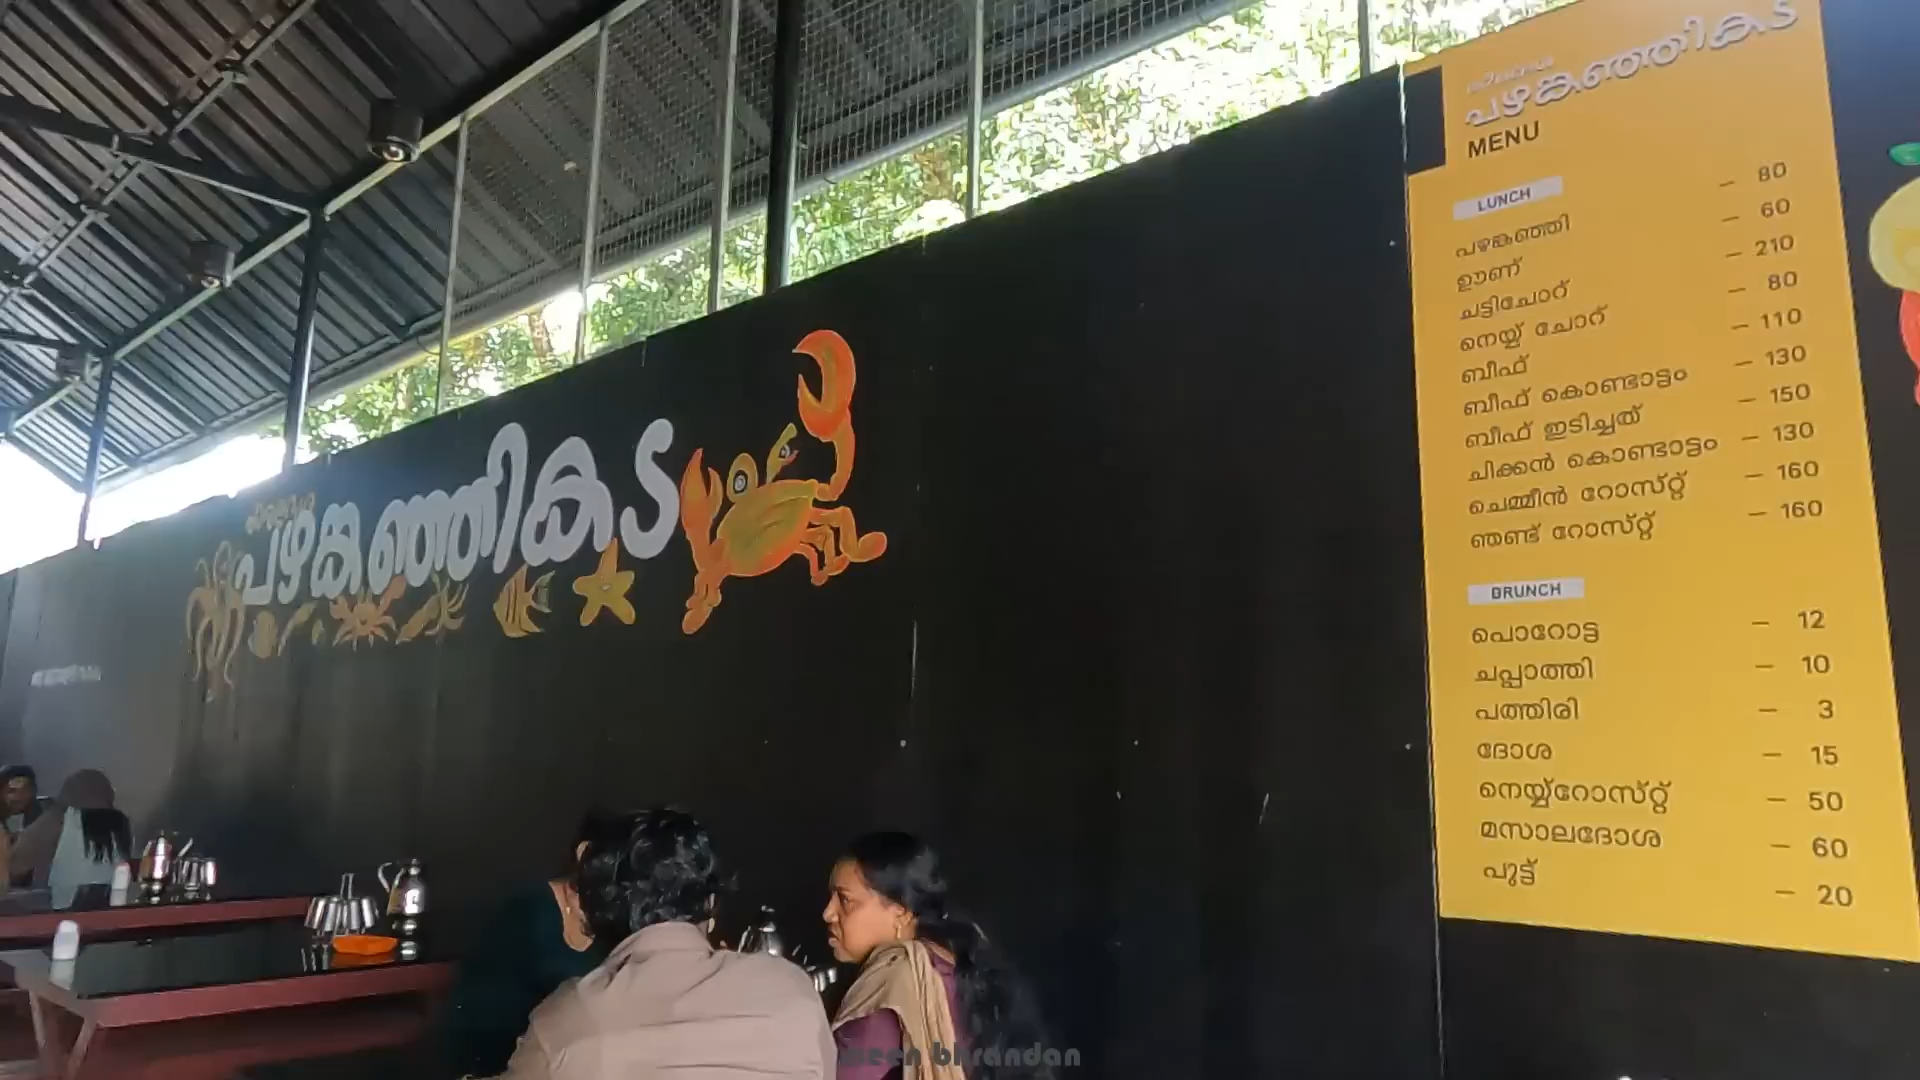 പഴങ്കഞ്ഞികട
പഴങ്കഞ്ഞികട
MENU
LUNCH
പഴങ്കഞ്ഞി – 80
ഊണ് – 60
ചട്ടിചോറ് – 210
നെയ്യ് ചോറ് – 80
ബീഫ് – 110
ബീഫ് കൊണ്ടാട്ടം – 130
ബീഫ് ഇടിച്ചത് – 150
ചിക്കൻ കൊണ്ടാട്ടം – 130
ചെമ്മീൻ റോസ്റ്റ് – 160
ഞണ്ട് റോസ്റ്റ് – 160
BRUNCH
പൊറോട്ട – 12
ചപ്പാത്തി – 10
പത്തിരി – 3
ദോശ – 15
നെയ്യ്റോസ്റ്റ് – 50
മസാലദോശ – 60
പുട്ട് – 20
meen bhrandan